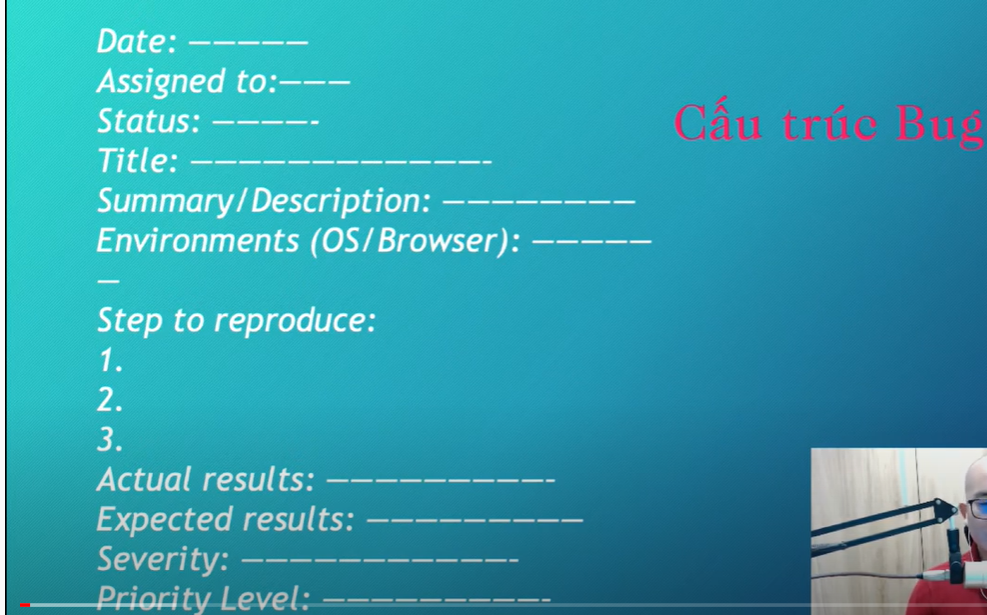 Date: —————
Assigned to:———
Status: ————-
Title: ————————————-
Cấu trúc Bug
Summary/Description: ————————
Environments (OS/Browser): —————
—
Step to reproduce:
1.
2.
3.
Actual results: —————————-
Expected results: —————————
Severity: ———————————-
Priority Level: —————————-